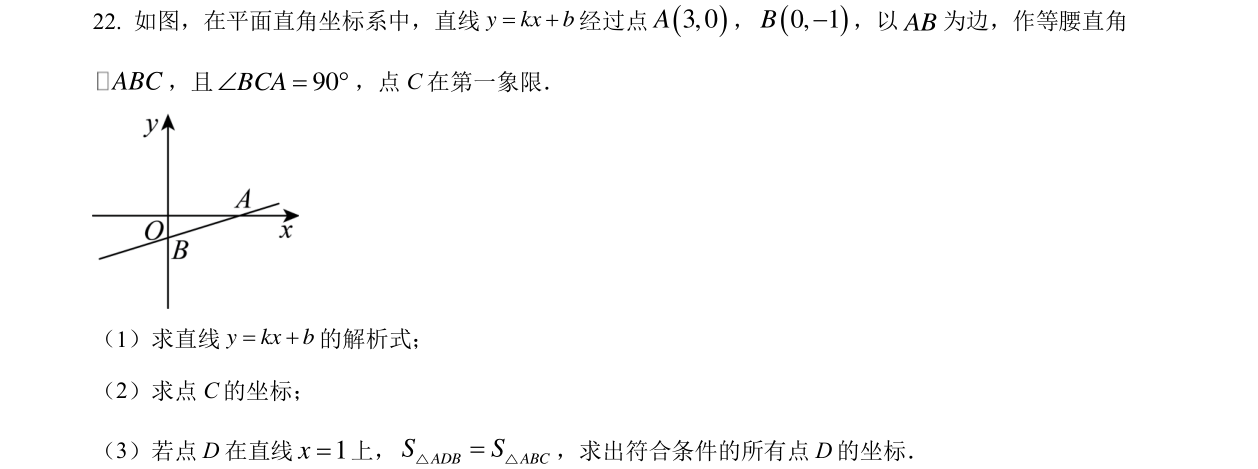 22. 如图，在平面直角坐标系中，直线 y = kx + b 经过点 A(3,0)， B(0,−1)，以 AB 为边，作等腰直角
□ABC，且∠BCA = 90°，点 C 在第一象限．
y
A
O
x
B
（1）求直线 y = kx + b 的解析式；
（2）求点 C 的坐标；
（3）若点 D 在直线 x = 1 上， S△ADB = S△ABC，求出符合条件的所有点 D 的坐标．